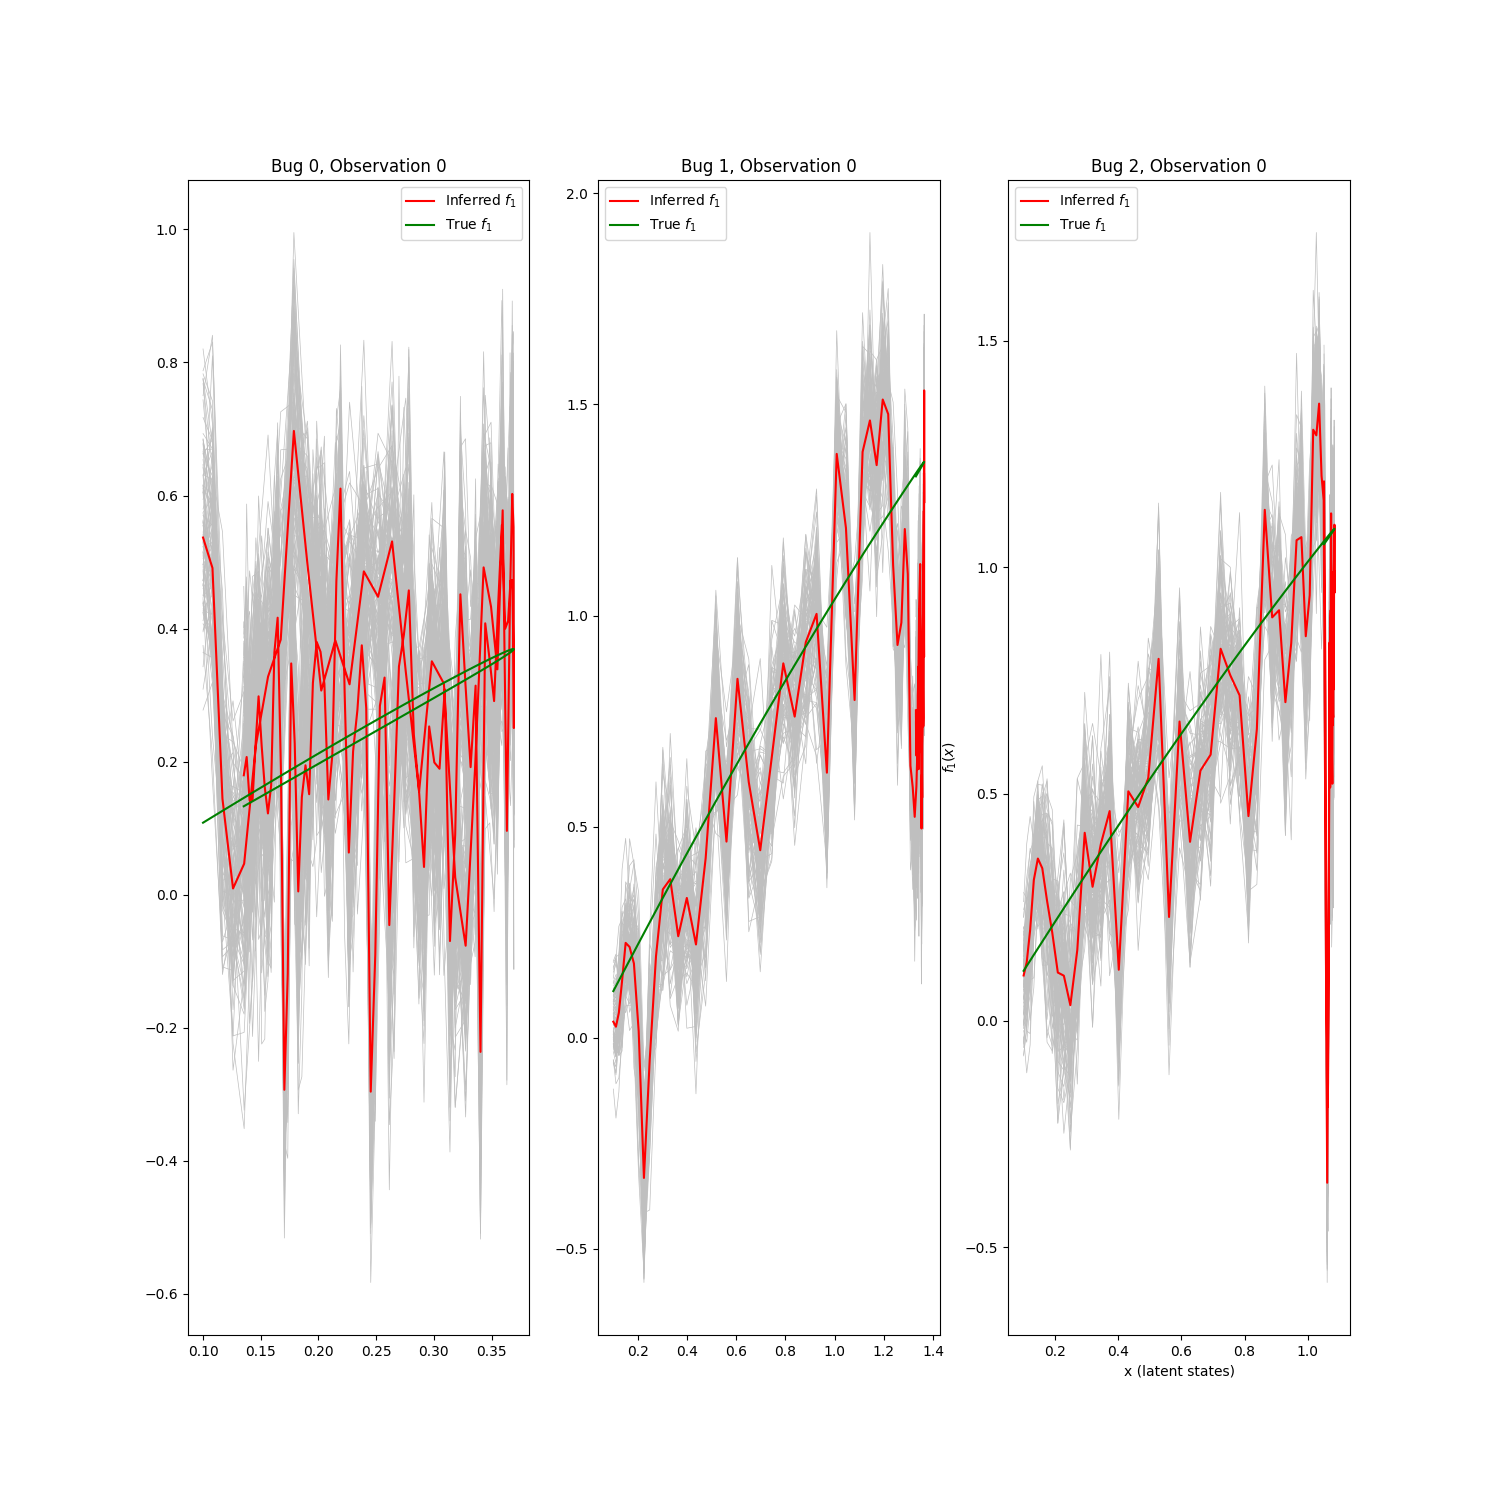 Bug 0, Observation 0
Inferred f₁
True f₁
1.0
0.8
0.6
0.4
0.2
0.0
−0.2
−0.4
−0.6
0.10 0.15 0.20 0.25 0.30 0.35
Bug 1, Observation 0
Inferred f₁
True f₁
2.0
1.5
1.0
0.5
0.0
−0.5
0.2 0.4 0.6 0.8 1.0 1.2 1.4
Bug 2, Observation 0
Inferred f₁
True f₁
f₁(x)
1.5
1.0
0.5
0.0
−0.5
0.2 0.4 0.6 0.8 1.0
x (latent states)